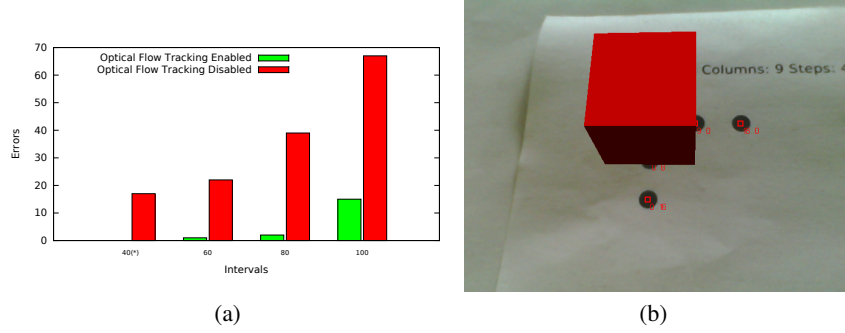 70
60
50
40
30
20
10
0
Errors
Optical Flow Tracking Enabled
Optical Flow Tracking Disabled
40(*) 60 80 100
Intervals
(a)
Columns: 9 Steps:
(b)